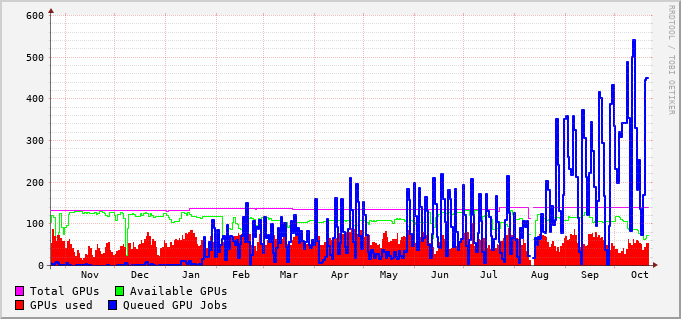 600
500
400
300
200
100
0
Nov Dec Jan Feb Mar Apr May Jun Jul Aug Sep Oct
Total GPUs Available GPUs
GPUs used Queued GPU Jobs
RRDTOOL / TOBI OETIKER